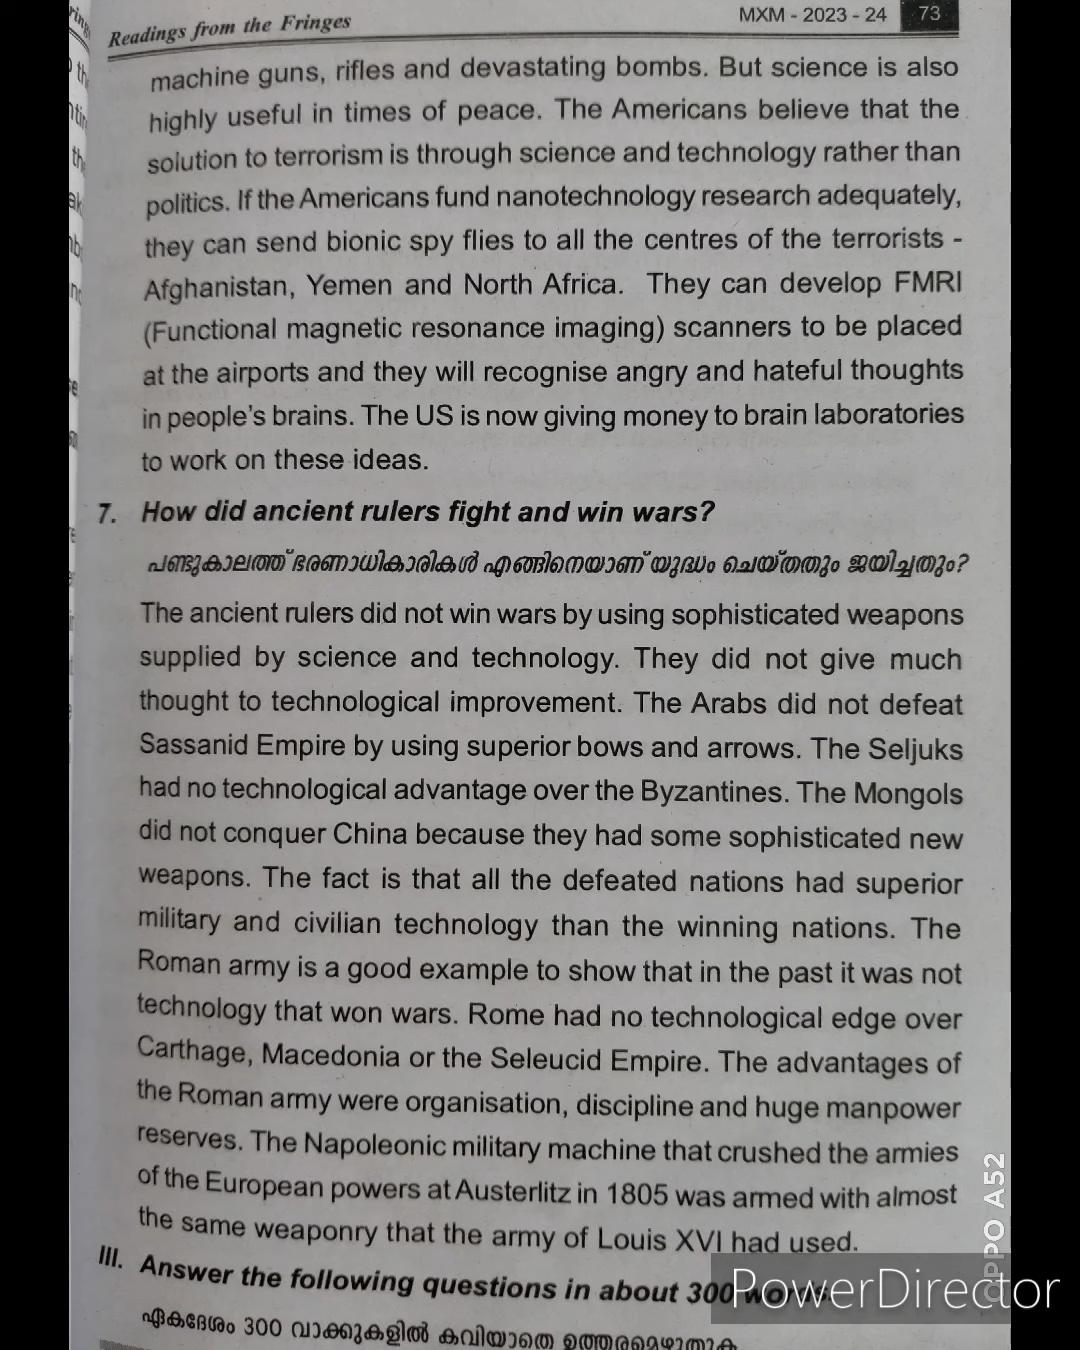 Readings from the Fringes
MXM - 2023 - 24 73
machine guns, rifles and devastating bombs. But science is also
highly useful in times of peace. The Americans believe that the
solution to terrorism is through science and technology rather than
politics. If the Americans fund nanotechnology research adequately,
they can send bionic spy flies to all the centres of the terrorists -
Afghanistan, Yemen and North Africa. They can develop FMRI
(Functional magnetic resonance imaging) scanners to be placed
at the airports and they will recognise angry and hateful thoughts
in people's brains. The US is now giving money to brain laboratories
to work on these ideas.
7. How did ancient rulers fight and win wars?
പണ്ടുകാലത്ത് ഭരണാധികാരികൾ എങ്ങിനെയാണ് യുദ്ധം ചെയ്തതും ജയിച്ചതും?
The ancient rulers did not win wars by using sophisticated weapons
supplied by science and technology. They did not give much
thought to technological improvement. The Arabs did not defeat
Sassanid Empire by using superior bows and arrows. The Seljuks
had no technological advantage over the Byzantines. The Mongols
did not conquer China because they had some sophisticated new
weapons. The fact is that all the defeated nations had superior
military and civilian technology than the winning nations. The
Roman army is a good example to show that in the past it was not
technology that won wars. Rome had no technological edge over
Carthage, Macedonia or the Seleucid Empire. The advantages of
the Roman army were organisation, discipline and huge manpower
reserves. The Napoleonic military machine that crushed the armies
of the European powers at Austerlitz in 1805 was armed with almost
the same weaponry that the army of Louis XVI had used.
III. Answer the following questions in about 300 words
ഏകദേശം 300 വാക്കുകളിൽ കവിയാതെ ഉത്തരമെഴുതുക
OPPO A52
PowerDirector